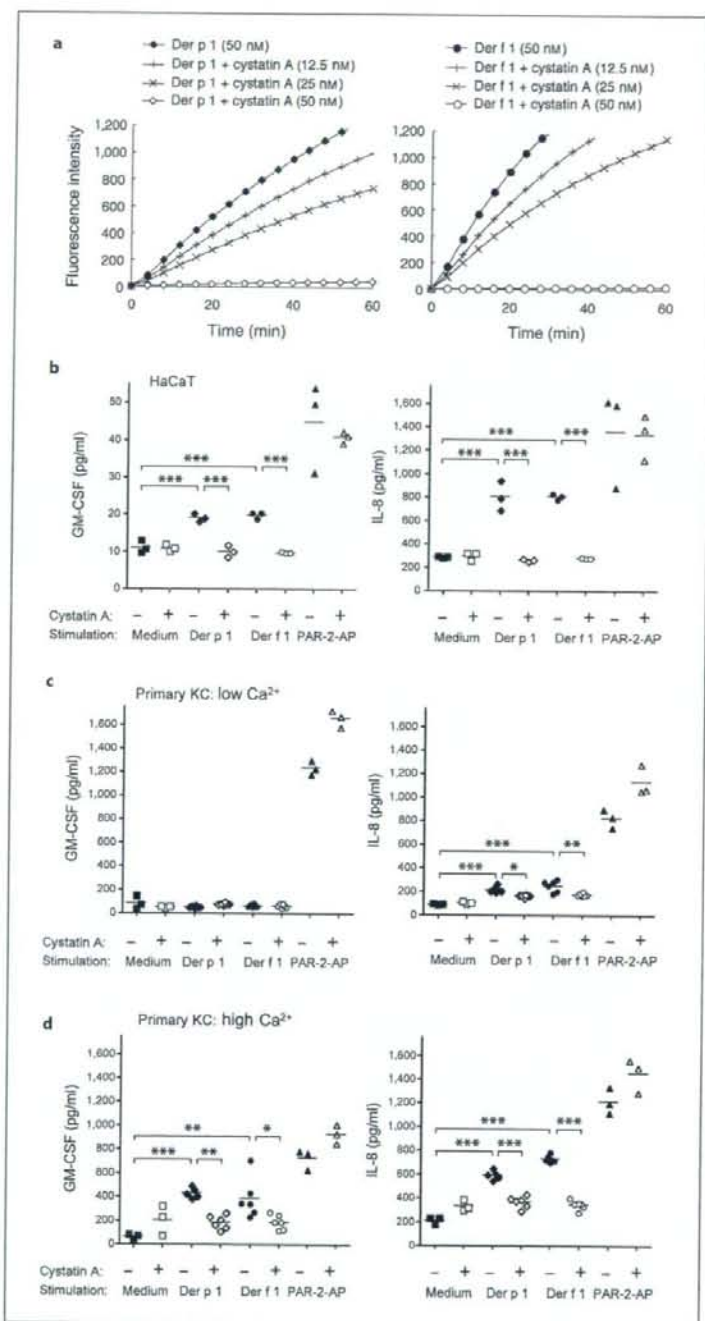 a
Der p 1 (50 nM)
Der p 1 + cystatin A (12.5 nM)
Der p 1 + cystatin A (25 nM)
Der p 1 + cystatin A (50 nM)
Der f 1 (50 nM)
Der f 1 + cystatin A (12.5 nM)
Der f 1 + cystatin A (25 nM)
Der f 1 + cystatin A (50 nM)
Fluorescence intensity
1,200
1,000
800
600
400
200
0
0 20 40 60
Time (min)
1,200
1,000
800
600
400
200
0
0 20 40 60
Time (min)
b
HaCaT
GM-CSF (pg/ml)
50
40
30
20
10
0
*** *** *** ***
Cystatin A: – + – + – + – +
Stimulation: Medium Der p 1 Der f 1 PAR-2-AP
IL-8 (pg/ml)
1,600
1,400
1,200
1,000
800
600
400
200
0
*** *** *** ***
– + – + – + – +
Medium Der p 1 Der f 1 PAR-2-AP
c
Primary KC: low Ca²⁺
GM-CSF (pg/ml)
1,600
1,400
1,200
1,000
800
600
400
200
0
Cystatin A: – + – + – + – +
Stimulation: Medium Der p 1 Der f 1 PAR-2-AP
IL-8 (pg/ml)
1,600
1,400
1,200
1,000
800
600
400
200
0
*** ** *** *
– + – + – + – +
Medium Der p 1 Der f 1 PAR-2-AP
d
Primary KC: high Ca²⁺
GM-CSF (pg/ml)
1,600
1,400
1,200
1,000
800
600
400
200
0
** * *** **
Cystatin A: – + – + – + – +
Stimulation: Medium Der p 1 Der f 1 PAR-2-AP
IL-8 (pg/ml)
1,600
1,400
1,200
1,000
800
600
400
200
0
*** *** *** ***
– + – + – + – +
Medium Der p 1 Der f 1 PAR-2-AP